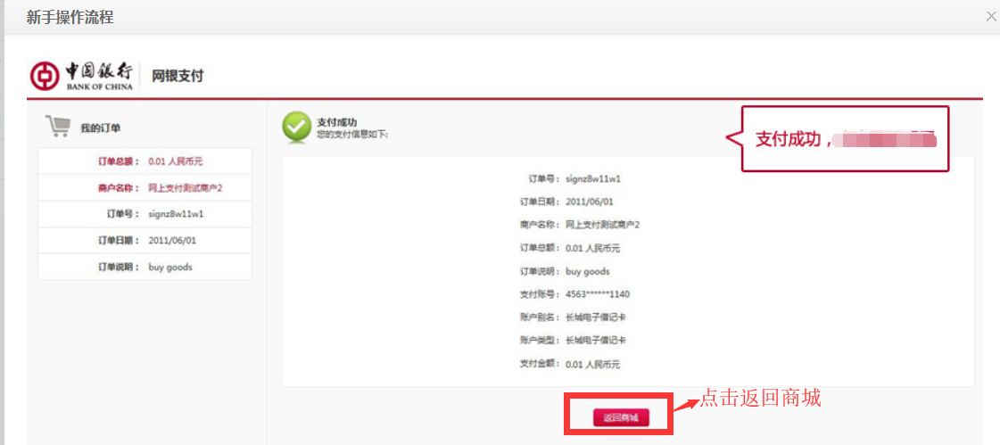 新手操作流程
中国银行
BANK OF CHINA
网银支付
我的订单
订单总额： 0.01 人民币元
商户名称： 网上支付测试商户2
订单号： signz8w11w1
订单日期： 2011/06/01
订单说明： buy goods
支付成功
您的支付信息如下:
支付成功，
订单号： signz8w11w1
订单日期： 2011/06/01
商户名称： 网上支付测试商户2
订单总额： 0.01 人民币元
订单说明： buy goods
支付账号： 4563******1140
账户别名： 长城电子借记卡
账户类型： 长城电子借记卡
支付金额： 0.01 人民币元
返回商城
点击返回商城